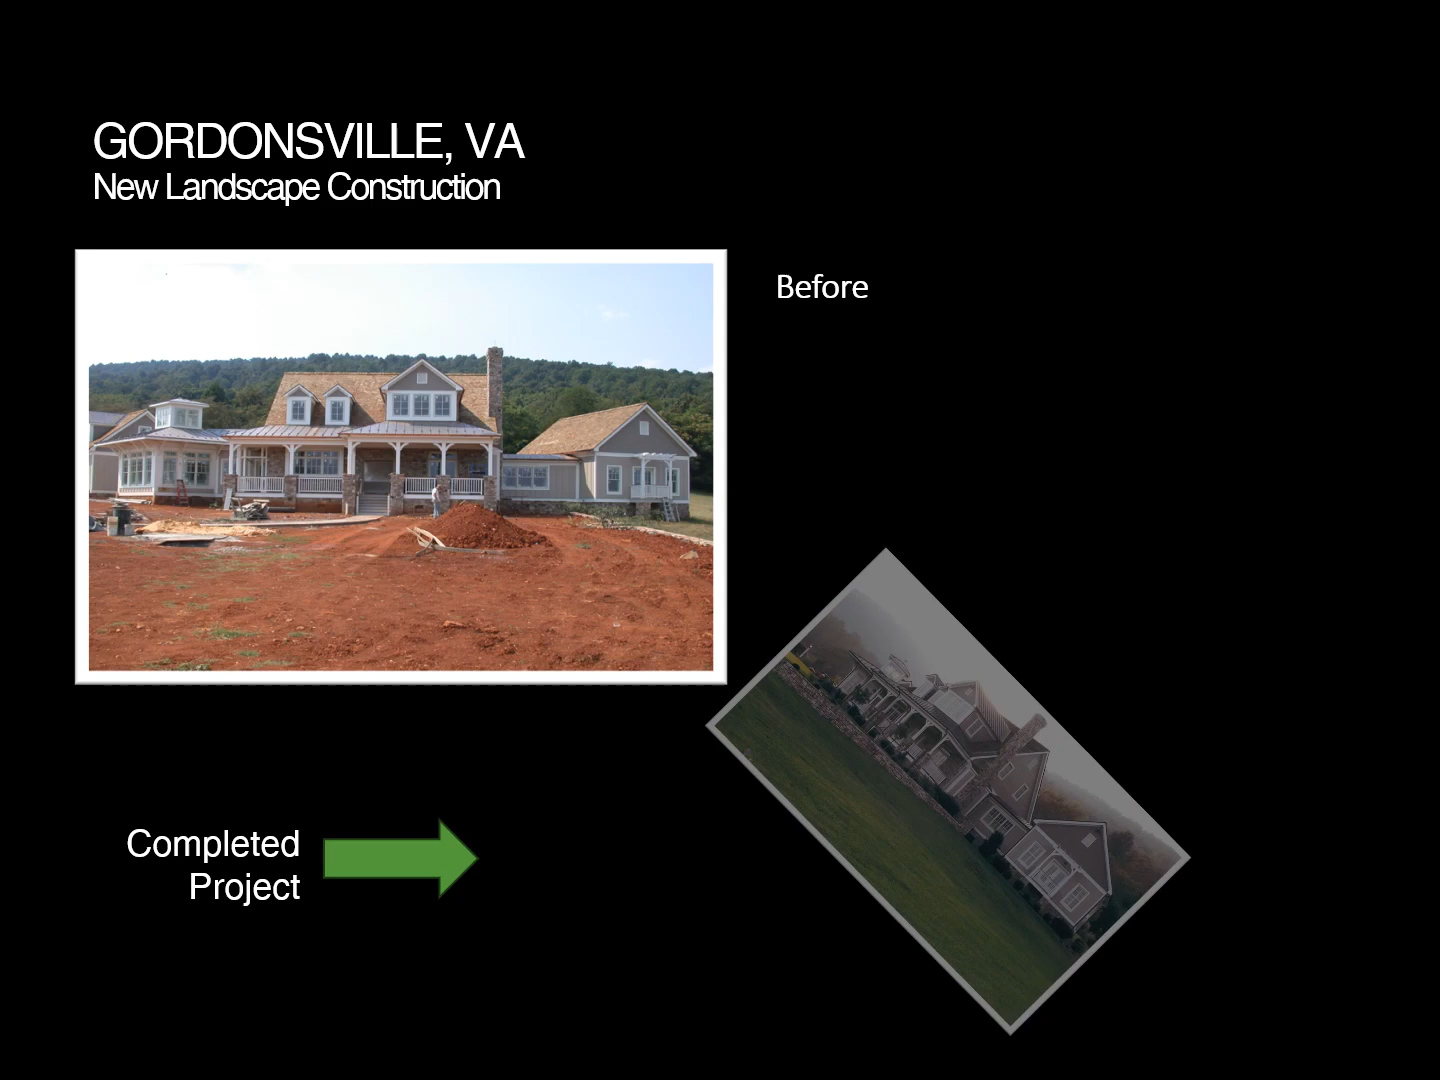 GORDONSVILLE, VA
New Landscape Construction
Before
Completed
Project